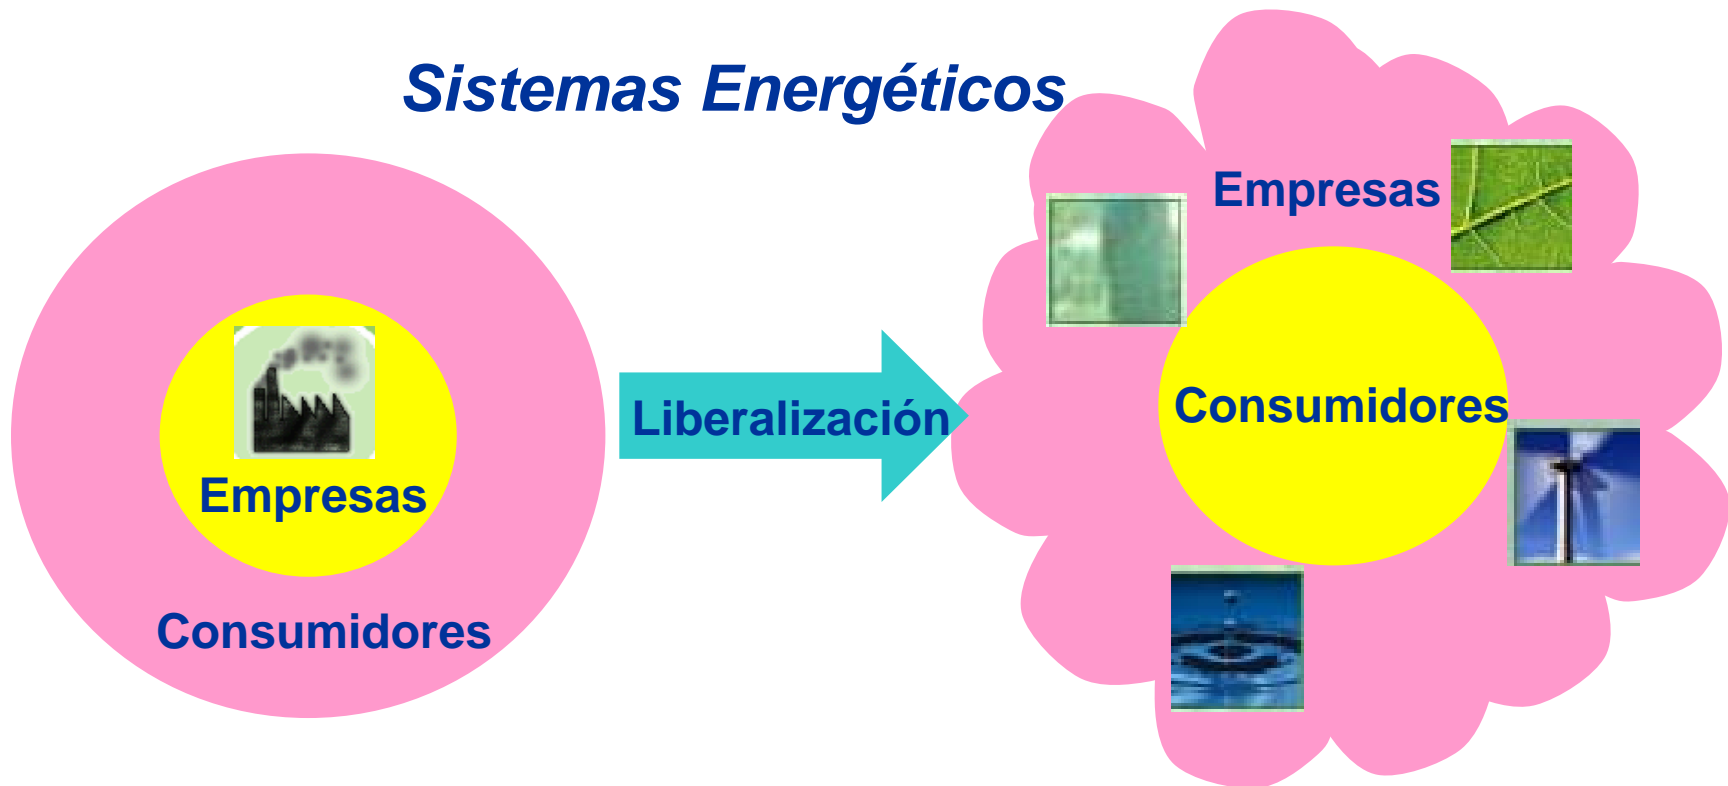 Sistemas Energéticos
Empresas
Consumidores
Liberalización
Empresas
Consumidores